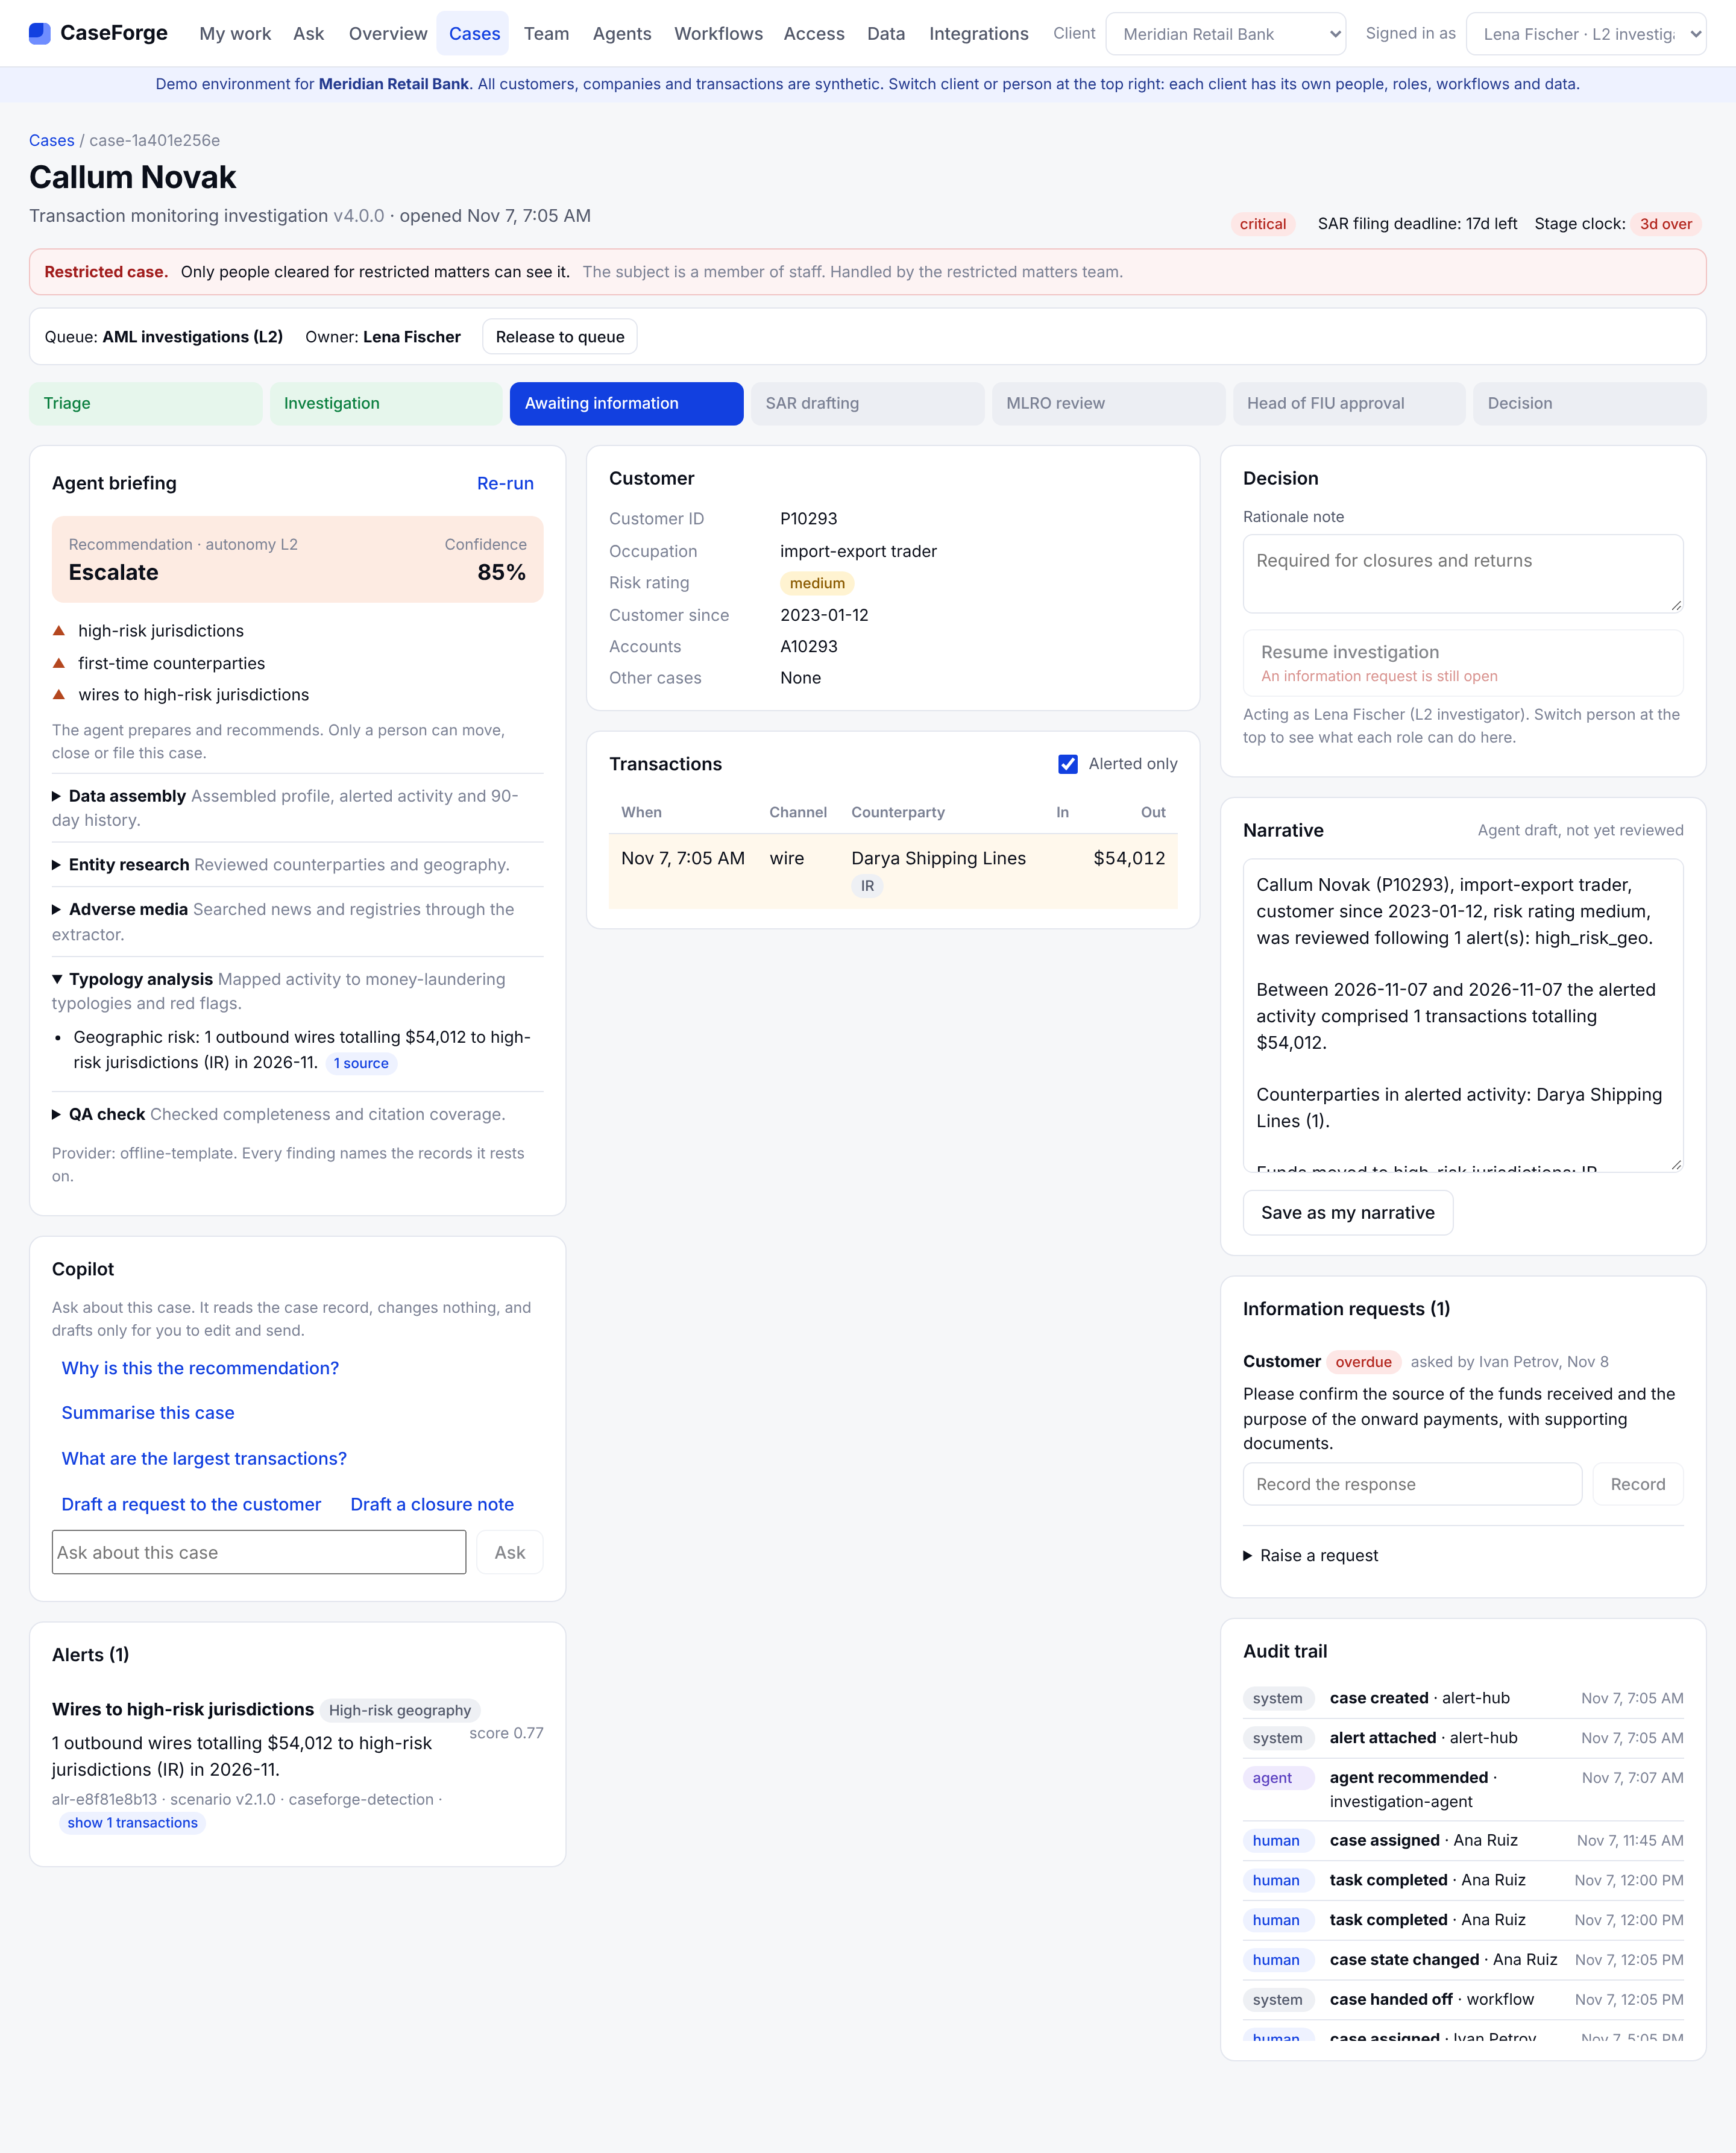 CaseForge
My work
Ask
Overview
Cases
Team
Agents
Workflows
Access
Data
Integrations
Client
Meridian Retail Bank
Signed in as
Lena Fischer · L2 investiga
Demo environment for Meridian Retail Bank. All customers, companies and transactions are synthetic. Switch client or person at the top right: each client has its own people, roles, workflows and data.
Cases / case-1a401e256e
Callum Novak
Transaction monitoring investigation v4.0.0 · opened Nov 7, 7:05 AM
critical
SAR filing deadline: 17d left
Stage clock: 3d over
Restricted case. Only people cleared for restricted matters can see it. The subject is a member of staff. Handled by the restricted matters team.
Queue: AML investigations (L2)
Owner: Lena Fischer
Release to queue
Triage
Investigation
Awaiting information
SAR drafting
MLRO review
Head of FIU approval
Decision
Agent briefing
Re-run
Recommendation · autonomy L2
Confidence
Escalate
85%
high-risk jurisdictions
first-time counterparties
wires to high-risk jurisdictions
The agent prepares and recommends. Only a person can move,
close or file this case.
Data assembly Assembled profile, alerted activity and 90-
day history.
Entity research Reviewed counterparties and geography.
Adverse media Searched news and registries through the
extractor.
Typology analysis Mapped activity to money-laundering
typologies and red flags.
• Geographic risk: 1 outbound wires totalling $54,012 to high-
risk jurisdictions (IR) in 2026-11. 1 source
QA check Checked completeness and citation coverage.
Provider: offline-template. Every finding names the records it rests
on.
Copilot
Ask about this case. It reads the case record, changes nothing, and
drafts only for you to edit and send.
Why is this the recommendation?
Summarise this case
What are the largest transactions?
Draft a request to the customer
Draft a closure note
Ask about this case
Ask
Alerts (1)
Wires to high-risk jurisdictions High-risk geography
score 0.77
1 outbound wires totalling $54,012 to high-risk
jurisdictions (IR) in 2026-11.
alr-e8f81e8b13 · scenario v2.1.0 · caseforge-detection ·
show 1 transactions
Customer
Customer ID P10293
Occupation import-export trader
Risk rating medium
Customer since 2023-01-12
Accounts A10293
Other cases None
Transactions
Alerted only
When Channel Counterparty In Out
Nov 7, 7:05 AM wire Darya Shipping Lines $54,012
IR
Decision
Rationale note
Required for closures and returns
Resume investigation
An information request is still open
Acting as Lena Fischer (L2 investigator). Switch person at the
top to see what each role can do here.
Narrative
Agent draft, not yet reviewed
Callum Novak (P10293), import-export trader,
customer since 2023-01-12, risk rating medium,
was reviewed following 1 alert(s): high_risk_geo.
Between 2026-11-07 and 2026-11-07 the alerted
activity comprised 1 transactions totalling
$54,012.
Counterparties in alerted activity: Darya Shipping
Lines (1).
Funds moved to high-risk jurisdictions: IR
Save as my narrative
Information requests (1)
Customer overdue asked by Ivan Petrov, Nov 8
Please confirm the source of the funds received and the
purpose of the onward payments, with supporting
documents.
Record the response
Record
Raise a request
Audit trail
system case created · alert-hub Nov 7, 7:05 AM
system alert attached · alert-hub Nov 7, 7:05 AM
agent agent recommended · Nov 7, 7:07 AM
investigation-agent
human case assigned · Ana Ruiz Nov 7, 11:45 AM
human task completed · Ana Ruiz Nov 7, 12:00 PM
human task completed · Ana Ruiz Nov 7, 12:00 PM
human case state changed · Ana Ruiz Nov 7, 12:05 PM
system case handed off · workflow Nov 7, 12:05 PM
human case assigned · Ivan Petrov Nov 7, 5:05 PM